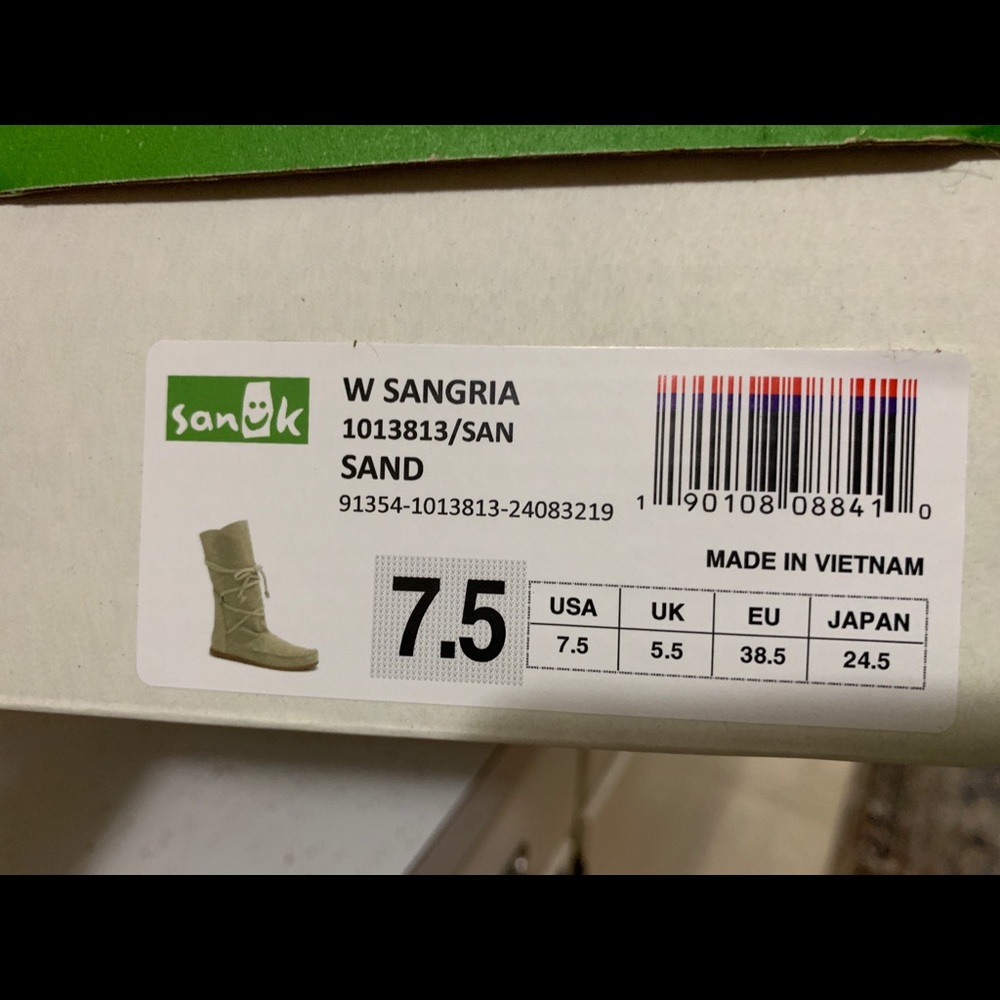 sanuk
W SANGRIA
1013813/SAN
SAND
91354-1013813-24083219
1 90108 08841 0
MADE IN VIETNAM
7.5
USA UK EU JAPAN
7.5 5.5 38.5 24.5